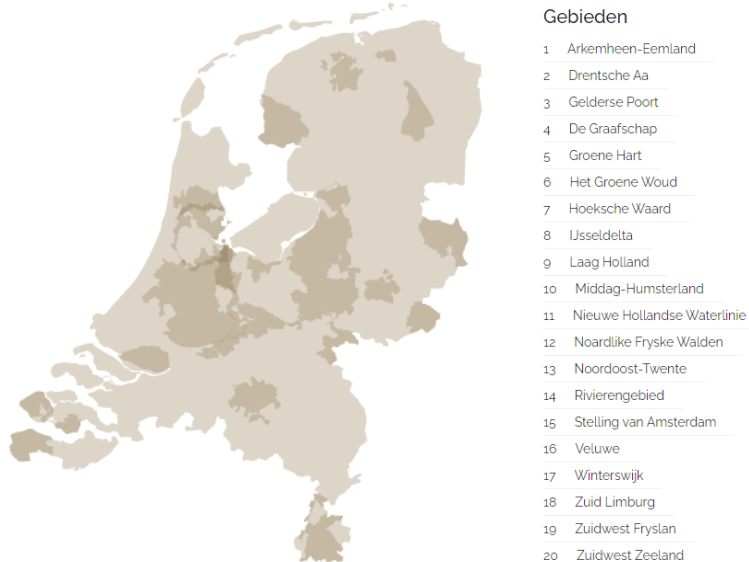 Gebieden
1 Arkemheen-Eemland
2 Drentsche Aa
3 Gelderse Poort
4 De Graafschap
5 Groene Hart
6 Het Groene Woud
7 Hoeksche Waard
8 IJsseldelta
9 Laag Holland
10 Middag-Humsterland
11 Nieuwe Hollandse Waterlinie
12 Noardlike Fryske Walden
13 Noordoost-Twente
14 Rivierengebied
15 Stelling van Amsterdam
16 Veluwe
17 Winterswijk
18 Zuid Limburg
19 Zuidwest Fryslan
20 Zuidwest Zeeland